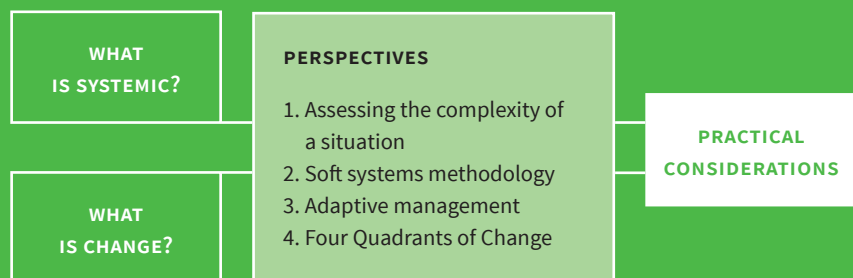 WHAT
IS SYSTEMIC?
WHAT
IS CHANGE?
PERSPECTIVES
1. Assessing the complexity of
a situation
2. Soft systems methodology
3. Adaptive management
4. Four Quadrants of Change
PRACTICAL
CONSIDERATIONS